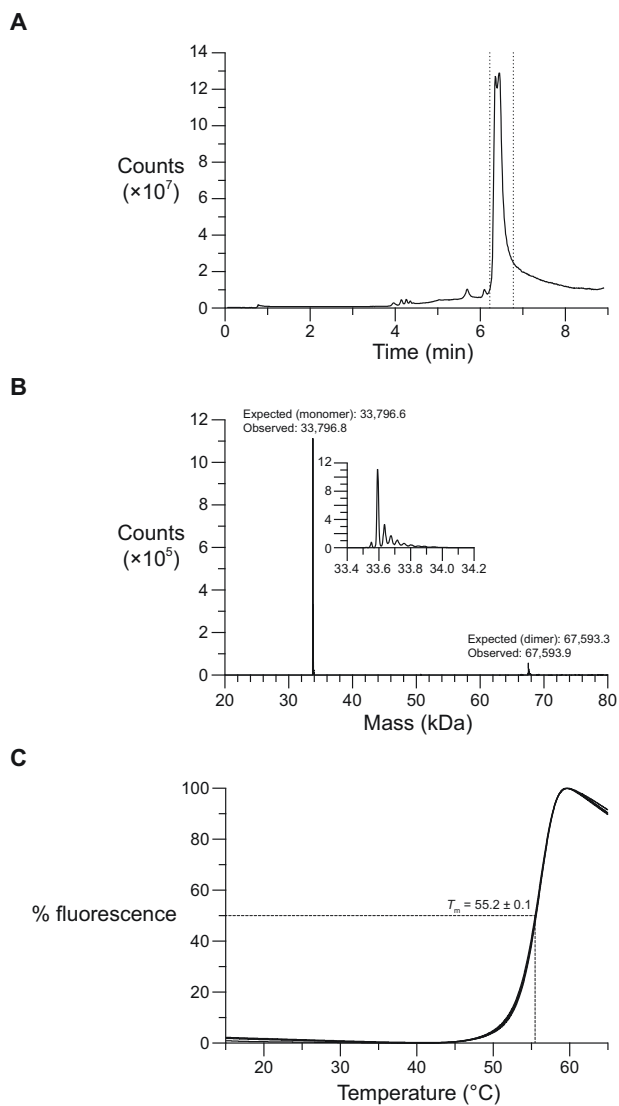 A
14
12
10
8
6
4
2
0
Counts
(×10⁷)
0 2 4 6 8
Time (min)
B
12
10
8
6
4
2
0
Counts
(×10⁵)
Expected (monomer): 33,796.6
Observed: 33,796.8
12
8
4
0
33.4 33.6 33.8 34.0 34.2
Expected (dimer): 67,593.3
Observed: 67,593.9
20 30 40 50 60 70 80
Mass (kDa)
C
100
80
60
40
20
0
% fluorescence
Tₘ = 55.2 ± 0.1
20 30 40 50 60
Temperature (°C)